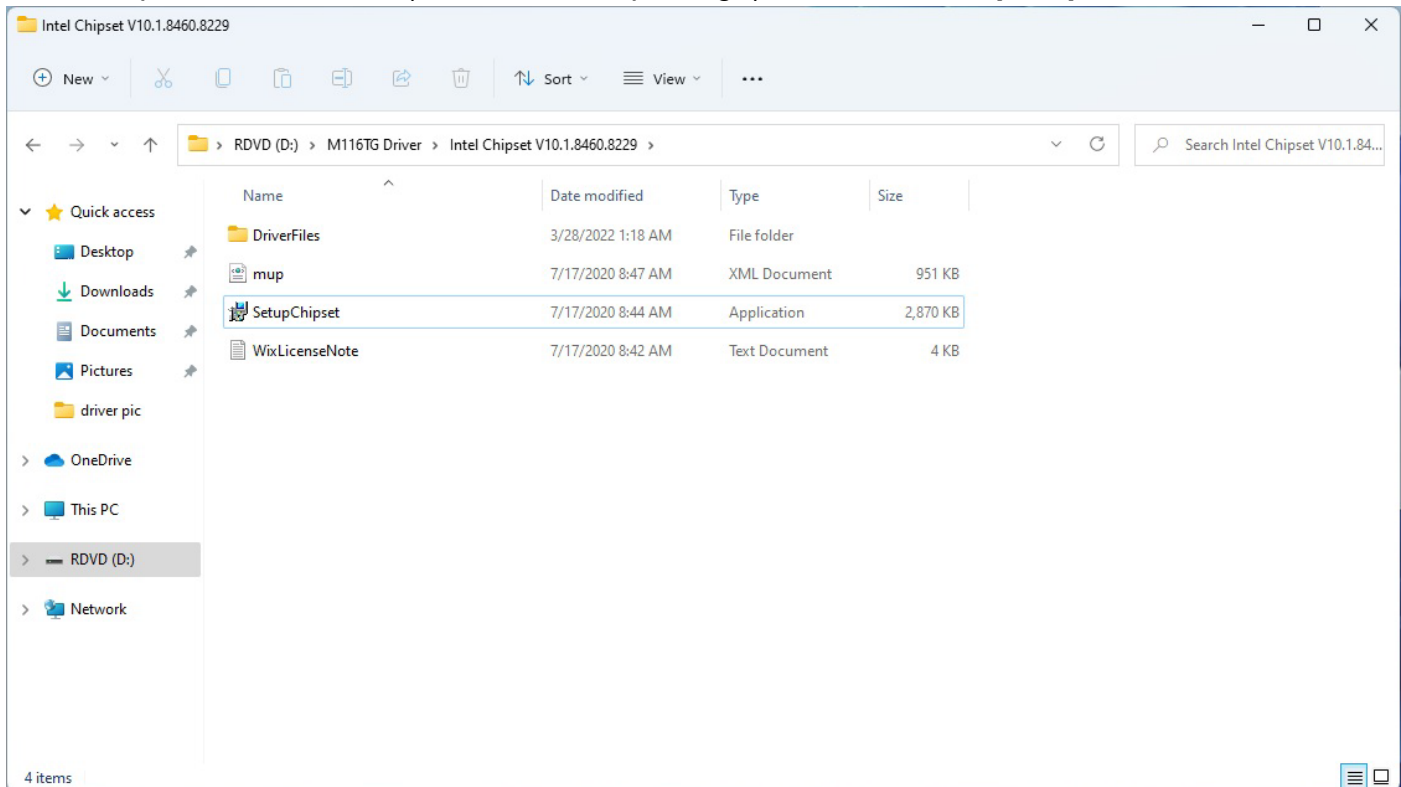 Intel Chipset V10.1.8460.8229
New Sort View
RDVD (D:) > M116TG Driver > Intel Chipset V10.1.8460.8229 >
Search Intel Chipset V10.1.84...
Name Date modified Type Size
Quick access
Desktop
Downloads
Documents
Pictures
driver pic
OneDrive
This PC
RDVD (D:)
Network
DriverFiles 3/28/2022 1:18 AM File folder
mup 7/17/2020 8:47 AM XML Document 951 KB
SetupChipset 7/17/2020 8:44 AM Application 2,870 KB
WixLicenseNote 7/17/2020 8:42 AM Text Document 4 KB
4 items